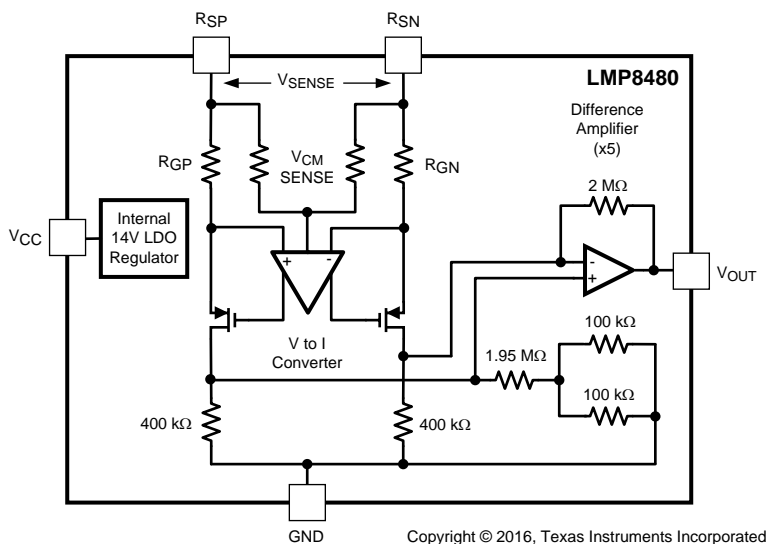 RSP
RSN
VSENSE
LMP8480
Difference
Amplifier
(x5)
RGP
VCM
SENSE
RGN
2 MΩ
VCC
Internal
14V LDO
Regulator
+
-
-
+
VOUT
V to I
Converter
1.95 MΩ
100 kΩ
100 kΩ
400 kΩ
400 kΩ
GND
Copyright © 2016, Texas Instruments Incorporated